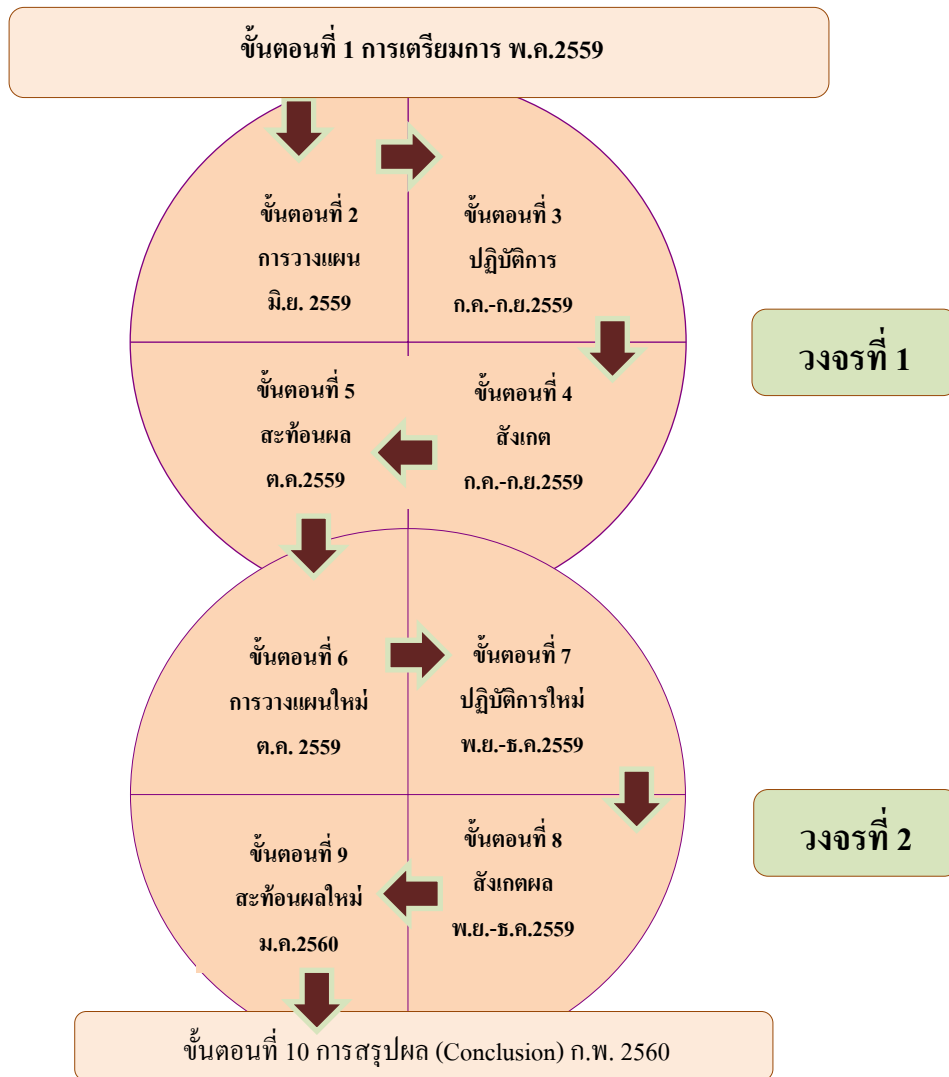 ขั้นตอนที่ 1 การเตรียมการ พ.ค.2559
ขั้นตอนที่ 2
การวางแผน
มิ.ย. 2559
ขั้นตอนที่ 3
ปฏิบัติการ
ก.ค.-ก.ย.2559
วงจรที่ 1
ขั้นตอนที่ 4
สังเกต
ก.ค.-ก.ย.2559
ขั้นตอนที่ 5
สะท้อนผล
ต.ค.2559
ขั้นตอนที่ 6
การวางแผนใหม่
ต.ค. 2559
ขั้นตอนที่ 7
ปฏิบัติการใหม่
พ.ย.-ธ.ค.2559
วงจรที่ 2
ขั้นตอนที่ 8
สังเกตผล
พ.ย.-ธ.ค.2559
ขั้นตอนที่ 9
สะท้อนผลใหม่
ม.ค.2560
ขั้นตอนที่ 10 การสรุปผล (Conclusion) ก.พ. 2560